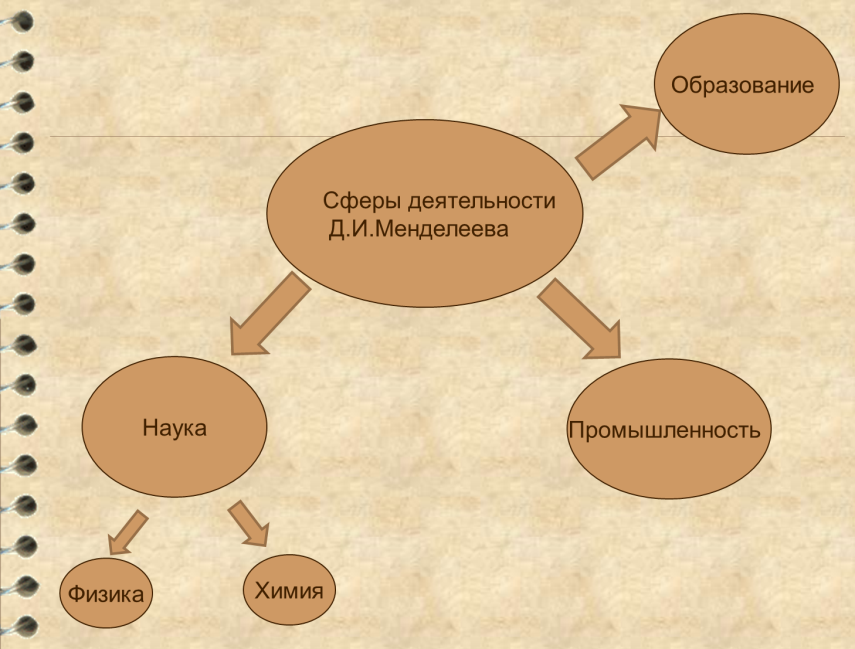 Образование
Сферы деятельности
Д.И.Менделеева
Наука
Промышленность
Физика
Химия